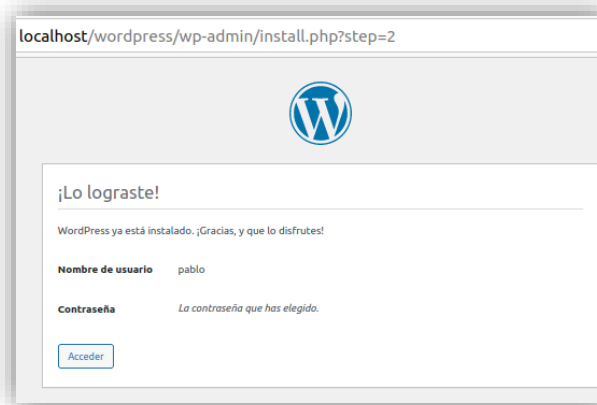 localhost/wordpress/wp-admin/install.php?step=2
W
¡Lo lograste!
WordPress ya está instalado. ¡Gracias, y que lo disfrutes!
Nombre de usuario pablo
Contraseña La contraseña que has elegido.
Acceder